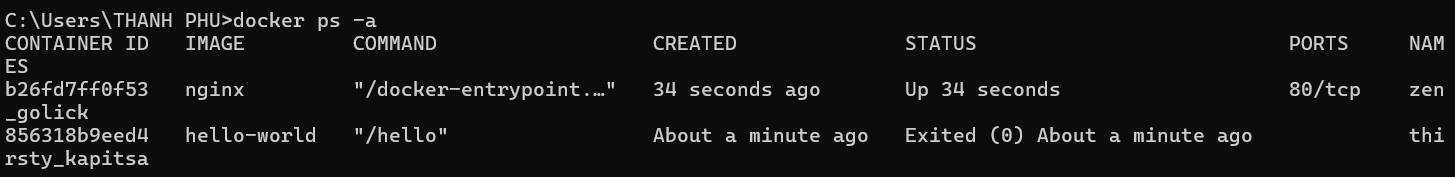 C:\Users\THANH PHU>docker ps -a
CONTAINER ID   IMAGE         COMMAND                  CREATED              STATUS                          PORTS     NAM
ES
b26fd7ff0f53   nginx         "/docker-entrypoint.…"   34 seconds ago       Up 34 seconds                   80/tcp    zen
_golick
856318b9eed4   hello-world   "/hello"                 About a minute ago   Exited (0) About a minute ago             thi
rsty_kapitsa